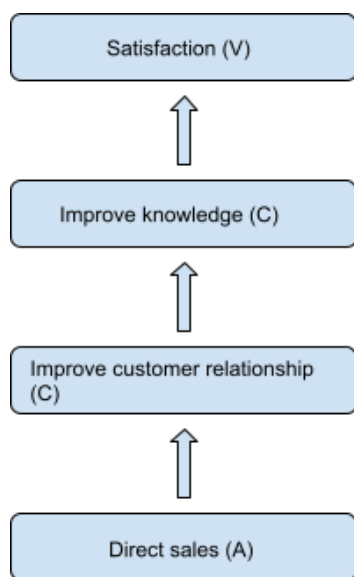 Satisfaction (V)
Improve knowledge (C)
Improve customer relationship
(C)
Direct sales (A)